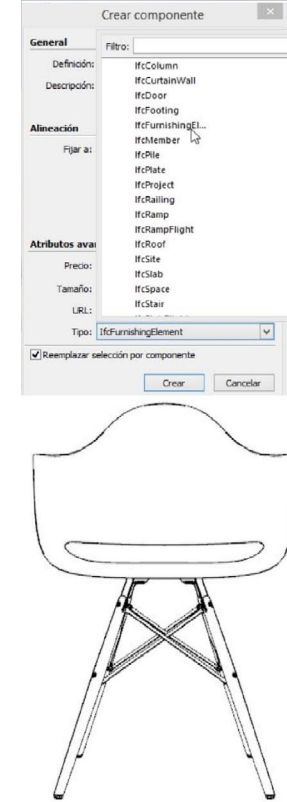 Crear componente
General
Filtro:
Definición:
IfcColumn
IfcCurtainWall
Descripción:
IfcDoor
IfcFooting
IfcFurnishingEl...
Alineación
IfcMember
Fijar a:
IfcPile
IfcPlate
IfcProject
IfcRailing
IfcRamp
IfcRampFlight
Atributos ava
IfcRoof
IfcSite
Precio:
IfcSlab
Tamaño:
IfcSpace
URL:
IfcStair
Tipo: IfcFurnishingElement
Reemplazar selección por componente
Crear Cancelar